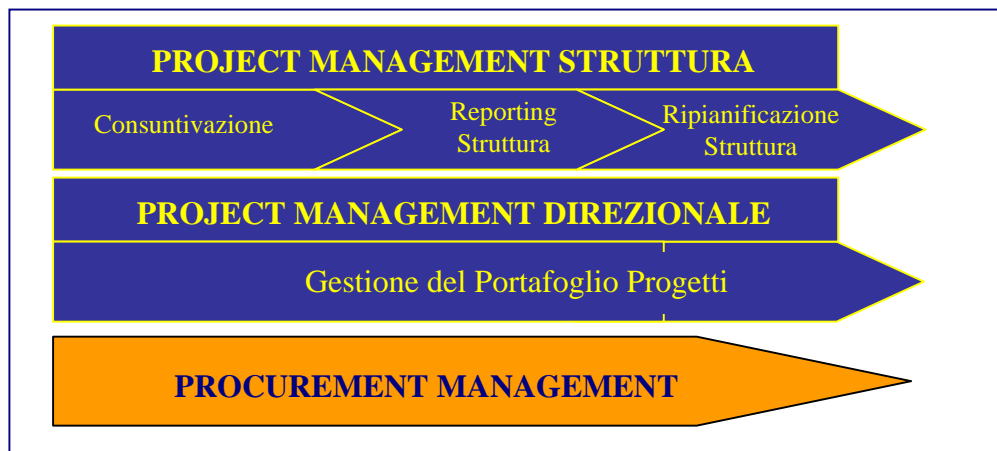 PROJECT MANAGEMENT STRUTTURA
Consuntivazione
Reporting
Struttura
Ripianificazione
Struttura
PROJECT MANAGEMENT DIREZIONALE
Gestione del Portafoglio Progetti
PROCUREMENT MANAGEMENT